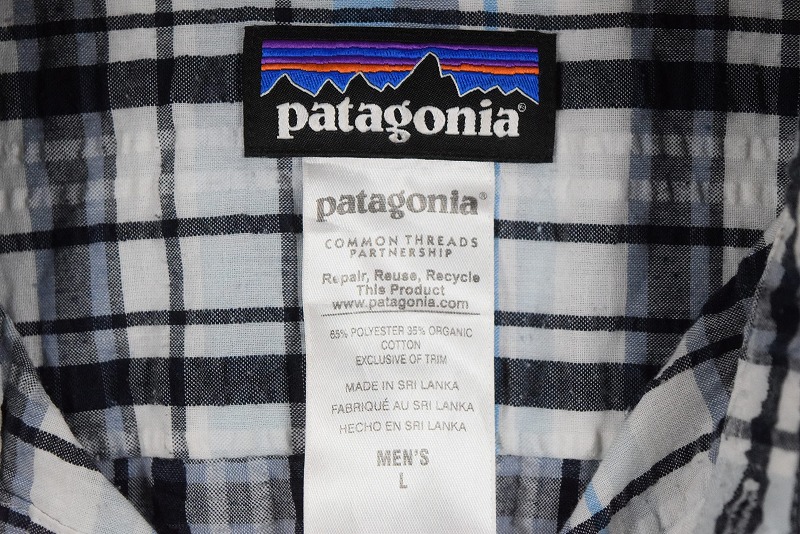 patagonia®
patagonia®
COMMON THREADS
PARTNERSHIP
Repair, Reuse, Recycle
This Product
www.patagonia.com
65% POLYESTER 35% ORGANIC
COTTON
EXCLUSIVE OF TRIM
MADE IN SRI LANKA
FABRIQUÉ AU SRI LANKA
HECHO EN SRI LANKA
MEN'S
L